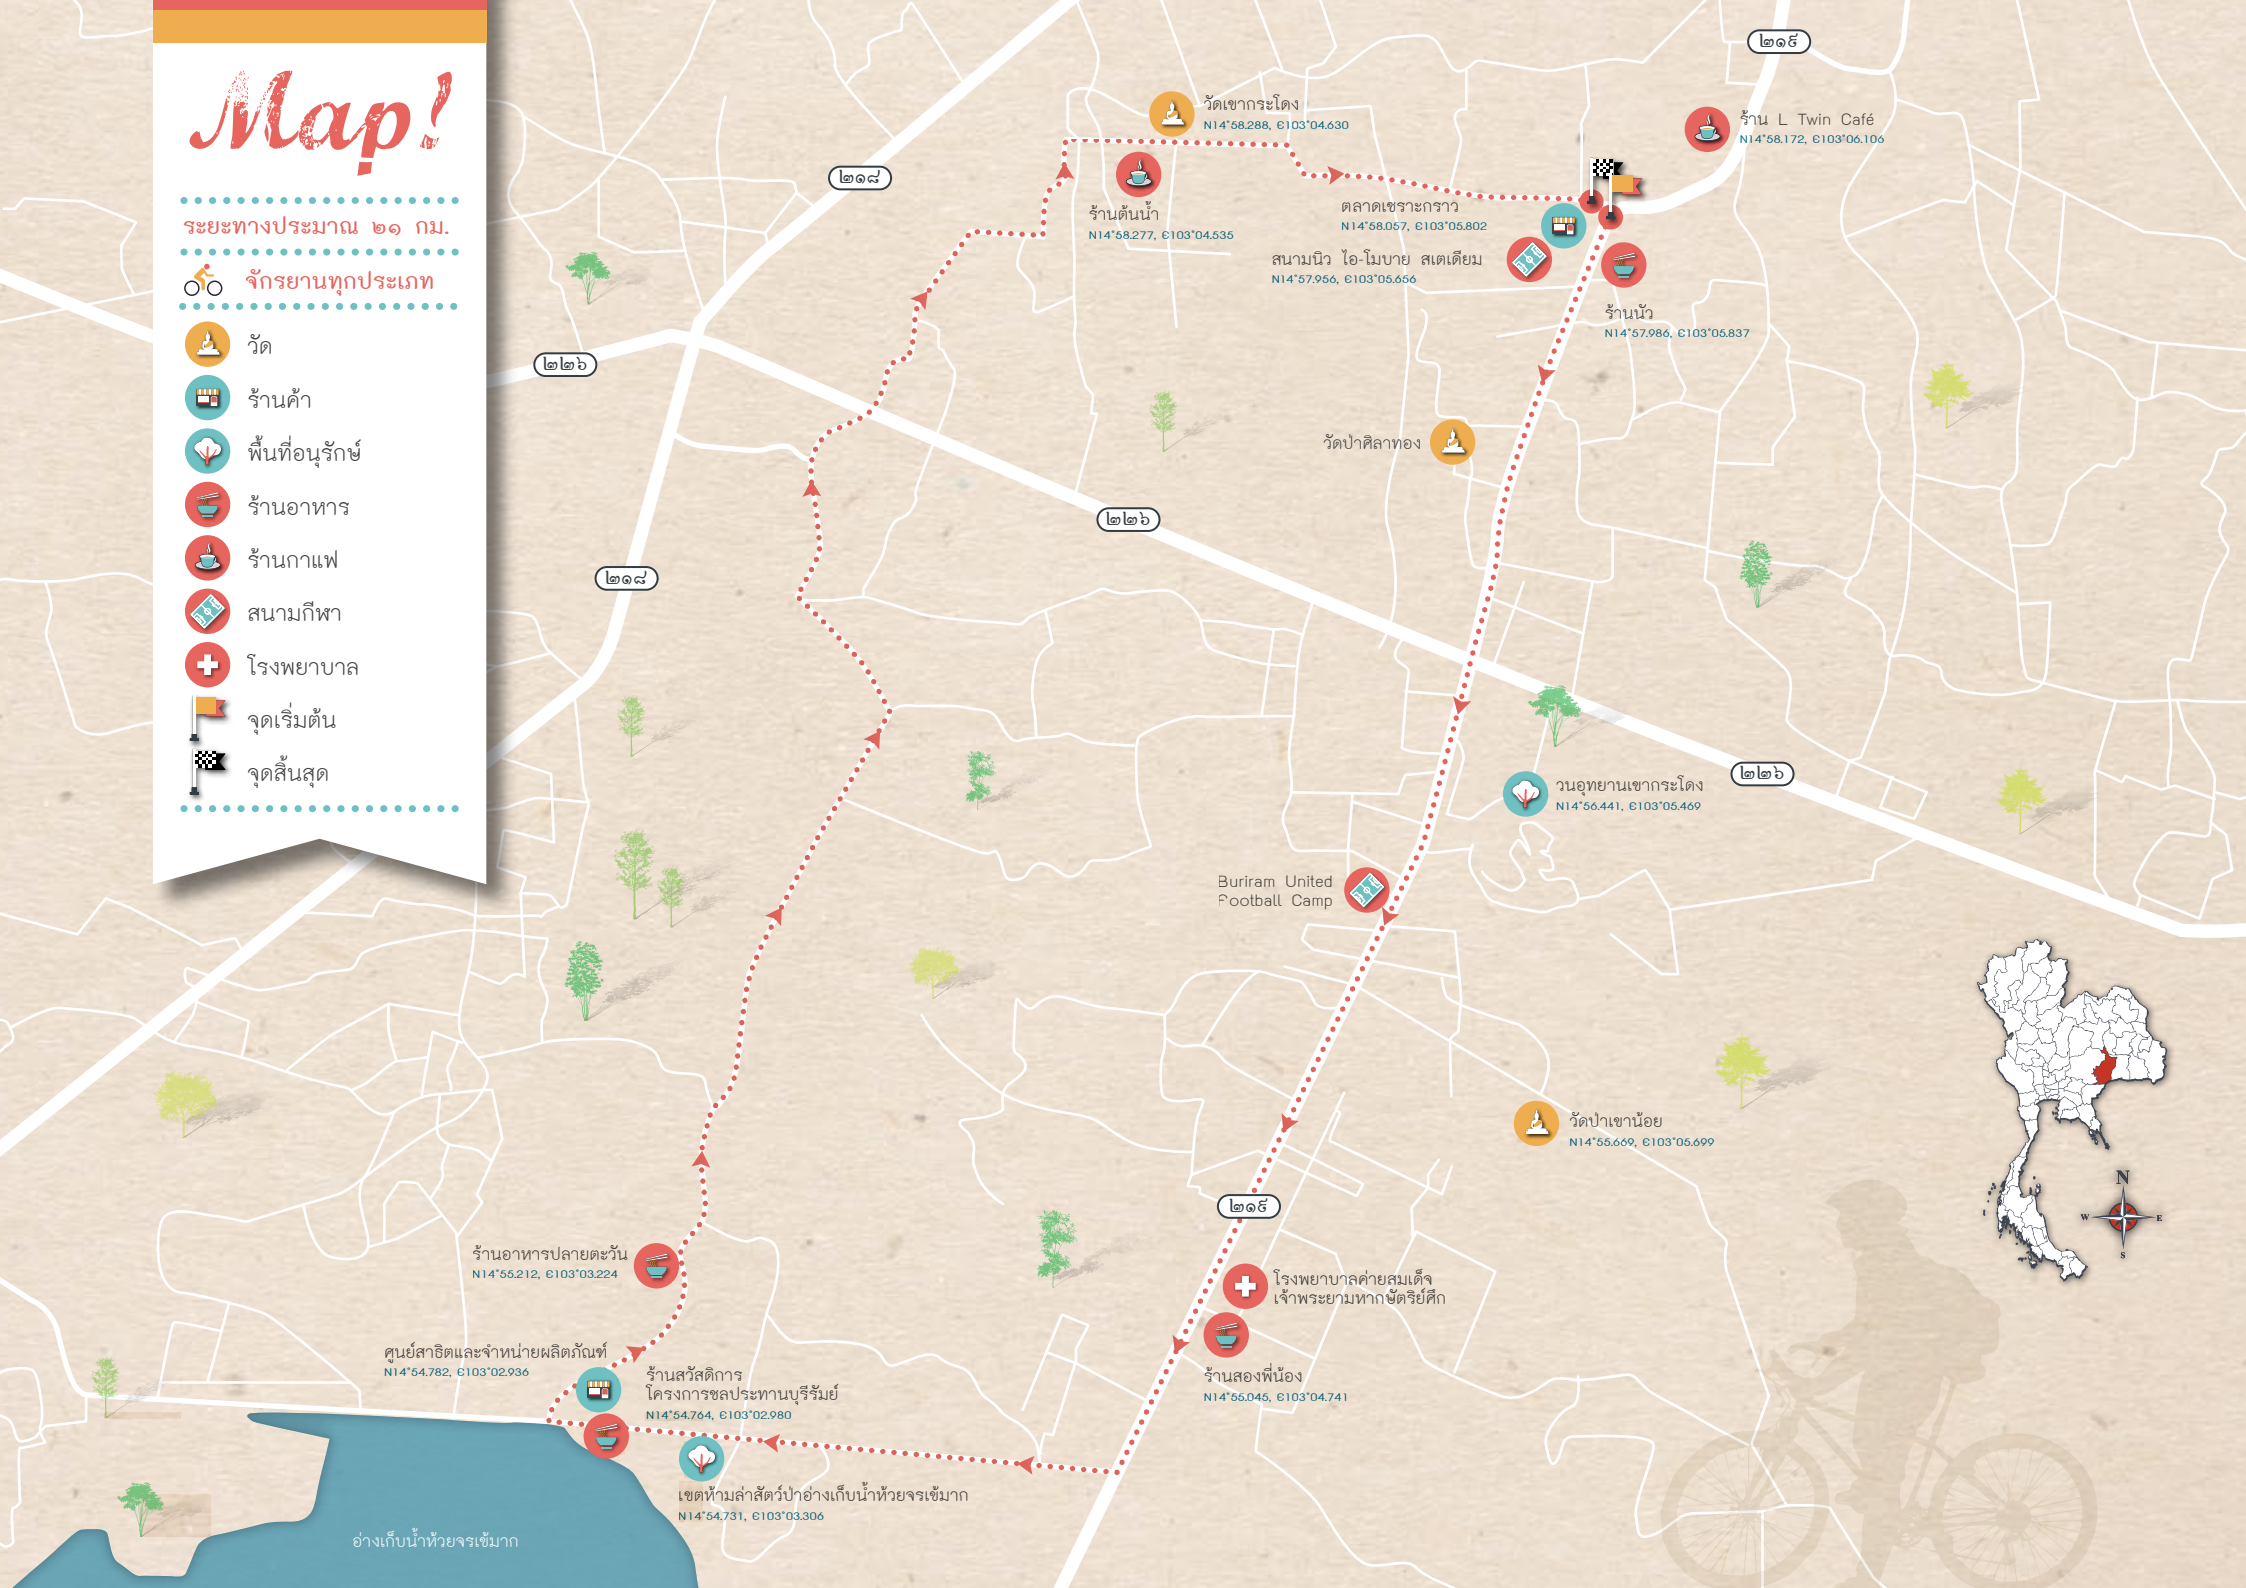 Map!
ระยะทางประมาณ ๒๑ กม.
จักรยานทุกประเภท
วัด
ร้านค้า
พื้นที่อนุรักษ์
ร้านอาหาร
ร้านกาแฟ
สนามกีฬา
โรงพยาบาล
จุดเริ่มต้น
จุดสิ้นสุด
๒๑๙
วัดเขากระโดง
N14°58.288, E103°04.630
ร้าน L Twin Café
N14°58.172, E103°06.106
๒๑๘
ร้านต้นน้ำ
N14°58.277, E103°04.535
ตลาดเซราะกราว
N14°58.057, E103°05.802
สนามนิว ไอ-โมบาย สเตเดียม
N14°57.956, E103°05.656
ร้านนัว
N14°57.986, E103°05.837
๒๒๖
วัดป่าศิลาทอง
๒๒๖
๒๑๘
๒๒๖
วนอุทยานเขากระโดง
N14°56.441, E103°05.469
Buriram United
Football Camp
วัดป่าเขาน้อย
N14°55.669, E103°05.699
N
W
E
S
๒๑๙
ร้านอาหารปลายตะวัน
N14°55.212, E103°03.224
โรงพยาบาลค่ายสมเด็จ
เจ้าพระยามหากษัตริย์ศึก
ศูนย์สาธิตและจำหน่ายผลิตภัณฑ์
N14°54.782, E103°02.936
ร้านสวัสดิการ
โครงการชลประทานบุรีรัมย์
N14°54.764, E103°02.980
ร้านสองพี่น้อง
N14°55.045, E103°04.741
เขตห้ามล่าสัตว์ป่าอ่างเก็บน้ำห้วยจรเข้มาก
N14°54.731, E103°03.306
อ่างเก็บน้ำห้วยจรเข้มาก